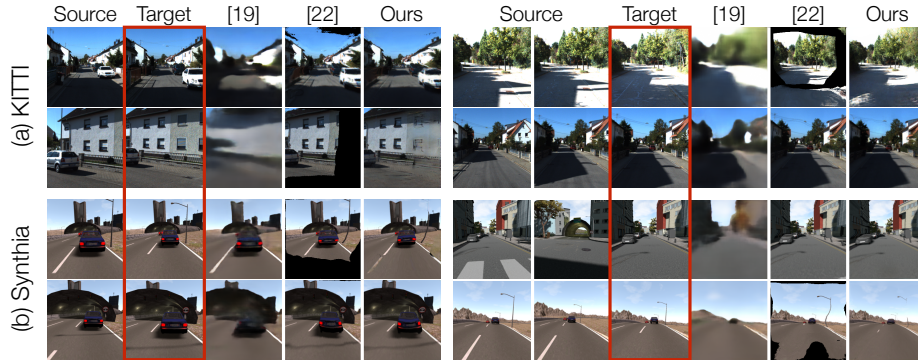 Source Target [19] [22] Ours Source Target [19] [22] Ours
(a) KITTI
(b) Synthia